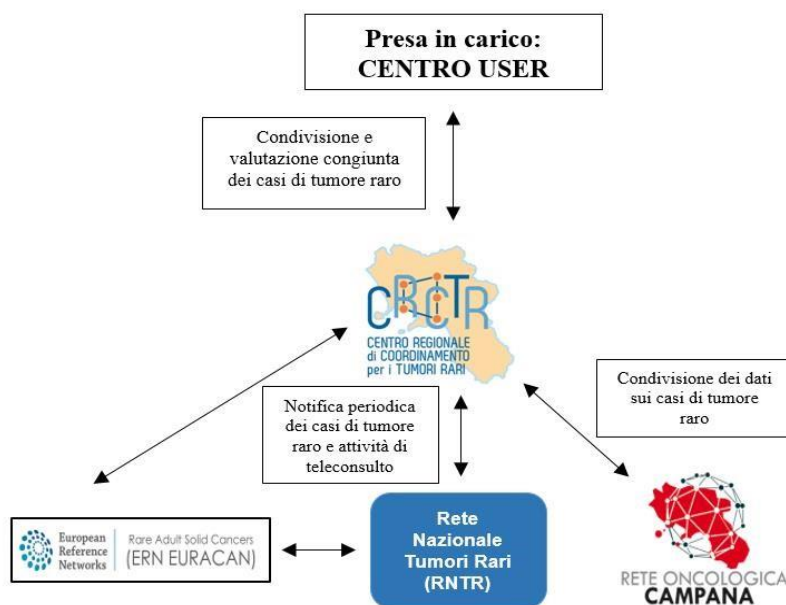 Presa in carico:
CENTRO USER
Condivisione e
valutazione congiunta
dei casi di tumore raro
CRCTR
CENTRO REGIONALE
di COORDINAMENTO
per i TUMORI RARI
Condivisione dei dati
sui casi di tumore
raro
Notifica periodica
dei casi di tumore
raro e attività di
teleconsulto
European
Reference
Networks
Rare Adult Solid Cancers
(ERN EURACAN)
Rete
Nazionale
Tumori Rari
(RNTR)
RETE ONCOLOGICA
CAMPANA